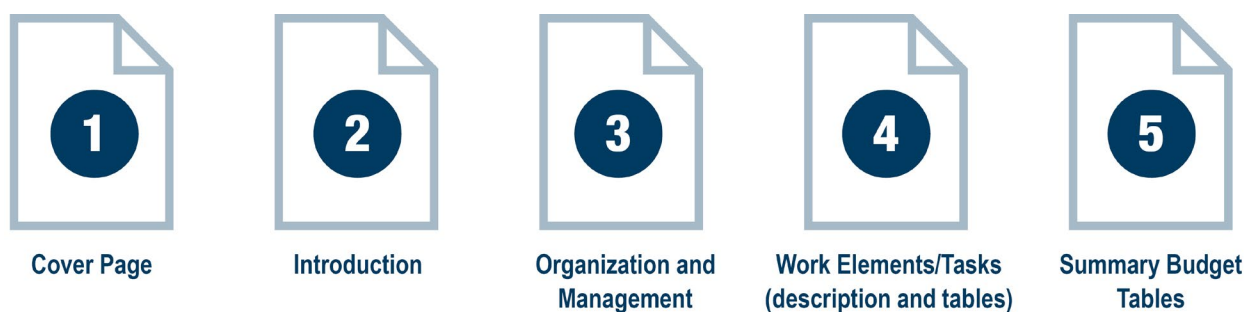 1
2
3
4
5
Cover Page
Introduction
Organization and
Management
Work Elements/Tasks
(description and tables)
Summary Budget
Tables